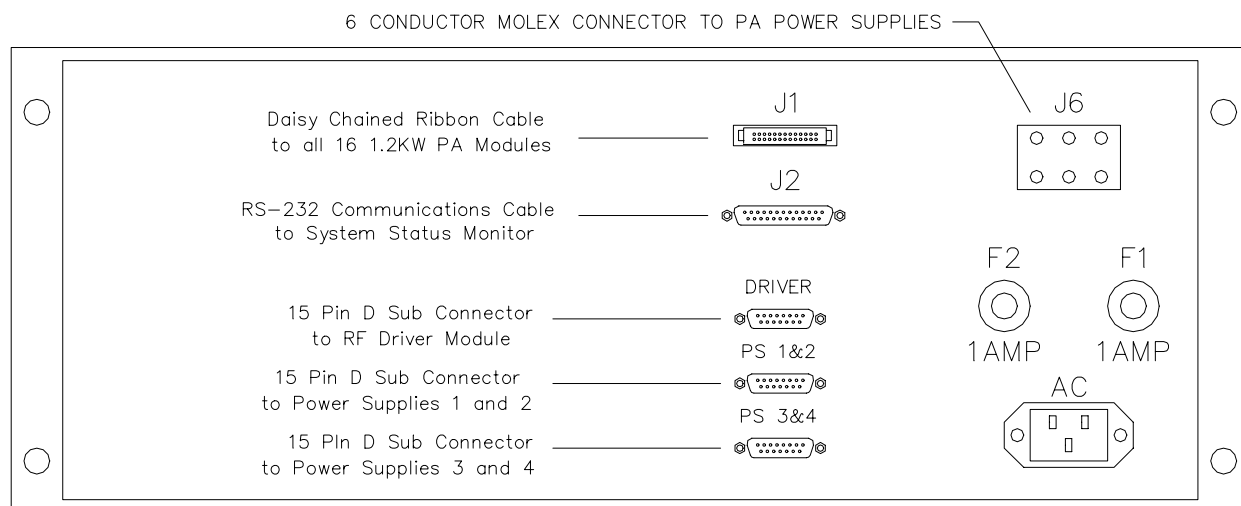 6 CONDUCTOR MOLEX CONNECTOR TO PA POWER SUPPLIES
Daisy Chained Ribbon Cable
to all 16 1.2KW PA Modules
J1
J6
RS-232 Communications Cable
to System Status Monitor
J2
F2
F1
15 Pin D Sub Connector
to RF Driver Module
DRIVER
1AMP
1AMP
15 Pin D Sub Connector
to Power Supplies 1 and 2
PS 1&2
AC
15 PIn D Sub Connector
to Power Supplies 3 and 4
PS 3&4